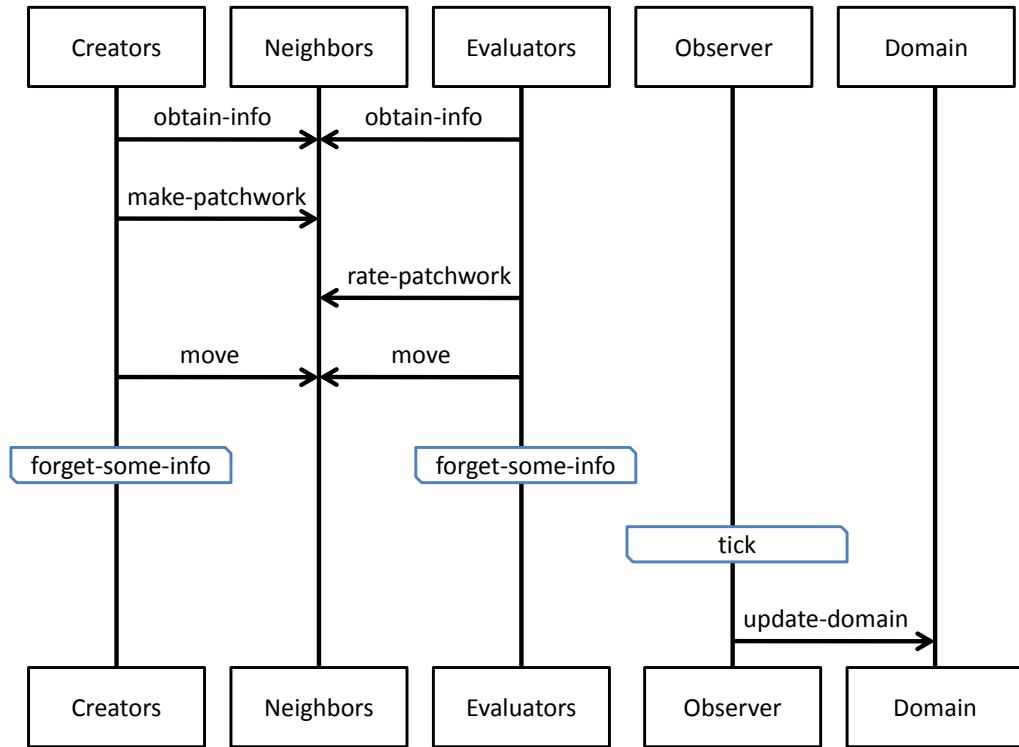 Creators
Neighbors
Evaluators
Observer
Domain
obtain-info
obtain-info
make-patchwork
rate-patchwork
move
move
forget-some-info
forget-some-info
tick
update-domain
Creators
Neighbors
Evaluators
Observer
Domain